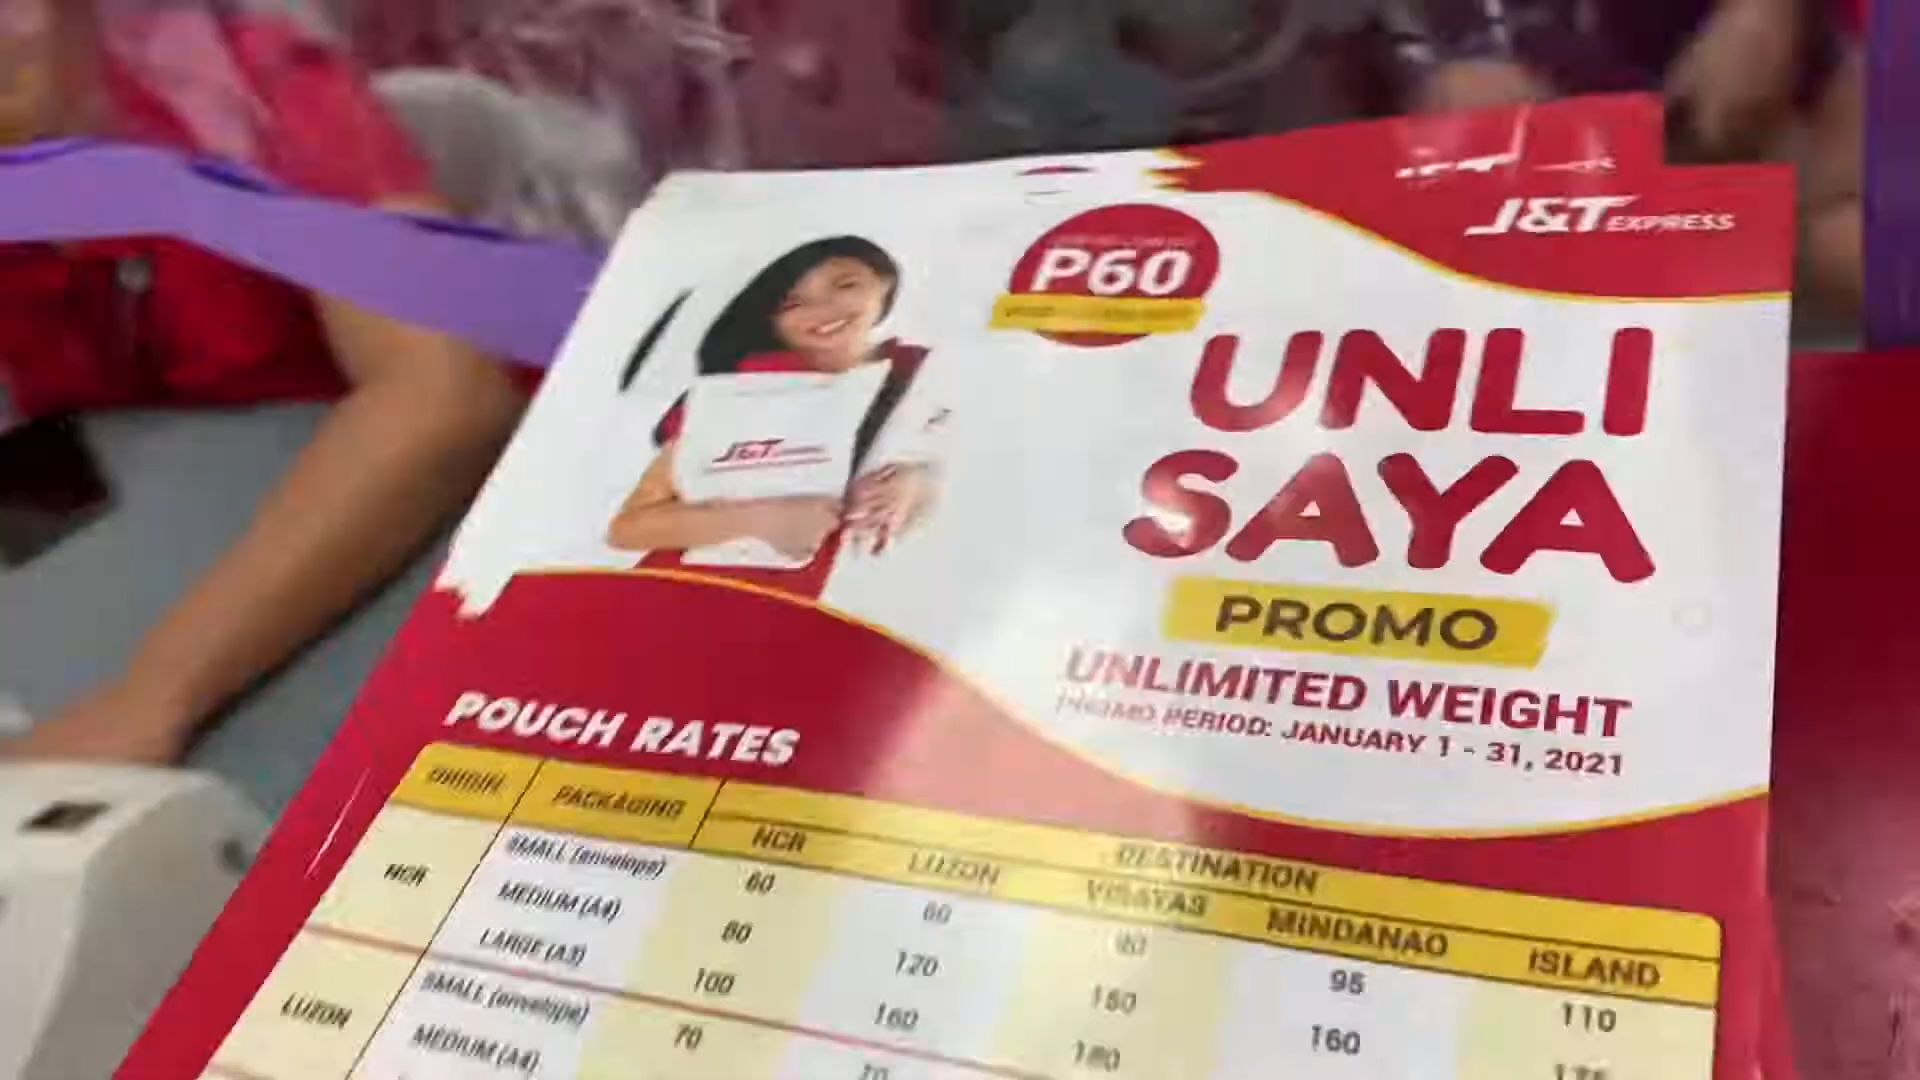 J&T EXPRESS
P60
UNLI
SAYA
PROMO
UNLIMITED WEIGHT
PROMO PERIOD: JANUARY 1 - 31, 2021
J&T
POUCH RATES
ORIGIN PACKAGING DESTINATION
NCR LUZON VISAYAS MINDANAO ISLAND
NCR SMALL (envelope) 60 95 110
MEDIUM (A4) 80 120 160
LARGE (A3) 100 160 180
LUZON SMALL (envelope) 70
MEDIUM (A4)